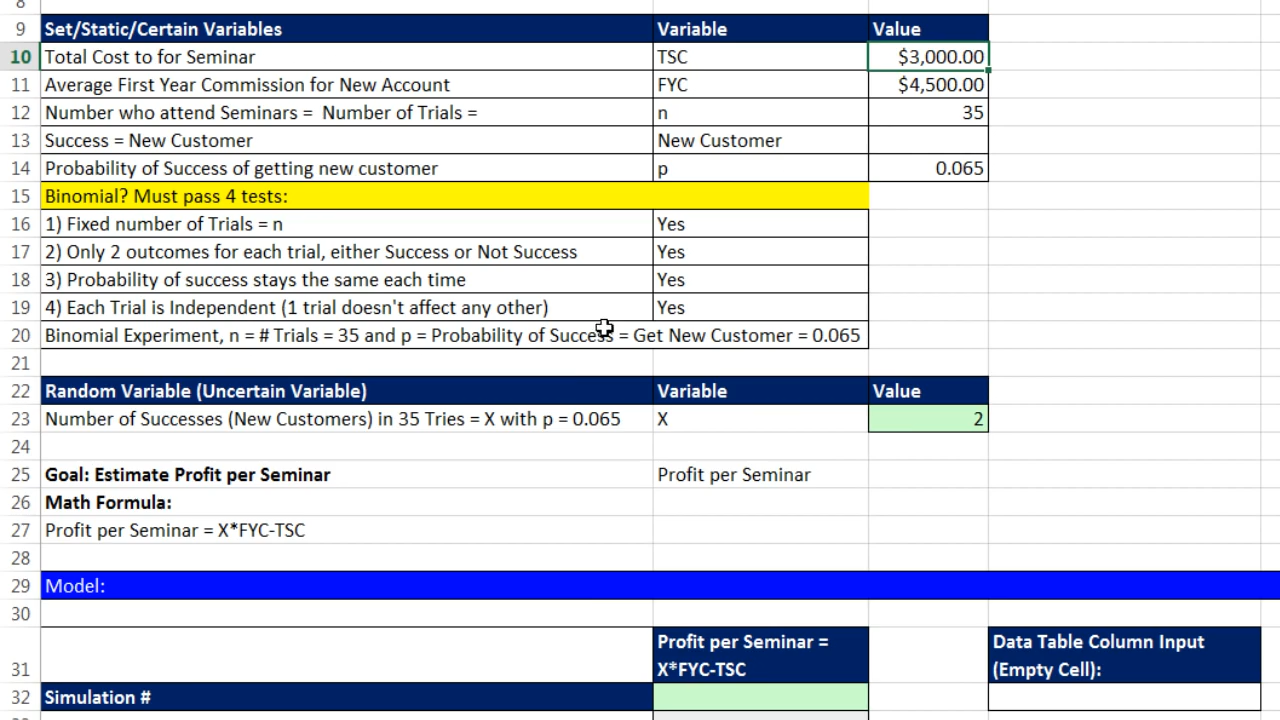 8
9 Set/Static/Certain Variables Variable Value
10 Total Cost to for Seminar TSC $3,000.00
11 Average First Year Commission for New Account FYC $4,500.00
12 Number who attend Seminars =  Number of Trials = n 35
13 Success = New Customer New Customer
14 Probability of Success of getting new customer p 0.065
15 Binomial? Must pass 4 tests:
16 1) Fixed number of Trials = n Yes
17 2) Only 2 outcomes for each trial, either Success or Not Success Yes
18 3) Probability of success stays the same each time Yes
19 4) Each Trial is Independent (1 trial doesn't affect any other) Yes
20 Binomial Experiment, n = # Trials = 35 and p = Probability of Success = Get New Customer = 0.065
21
22 Random Variable (Uncertain Variable) Variable Value
23 Number of Successes (New Customers) in 35 Tries = X with p = 0.065 X 2
24
25 Goal: Estimate Profit per Seminar Profit per Seminar
26 Math Formula:
27 Profit per Seminar = X*FYC-TSC
28
29 Model:
30
Profit per Seminar = Data Table Column Input
31 X*FYC-TSC (Empty Cell):
32 Simulation #